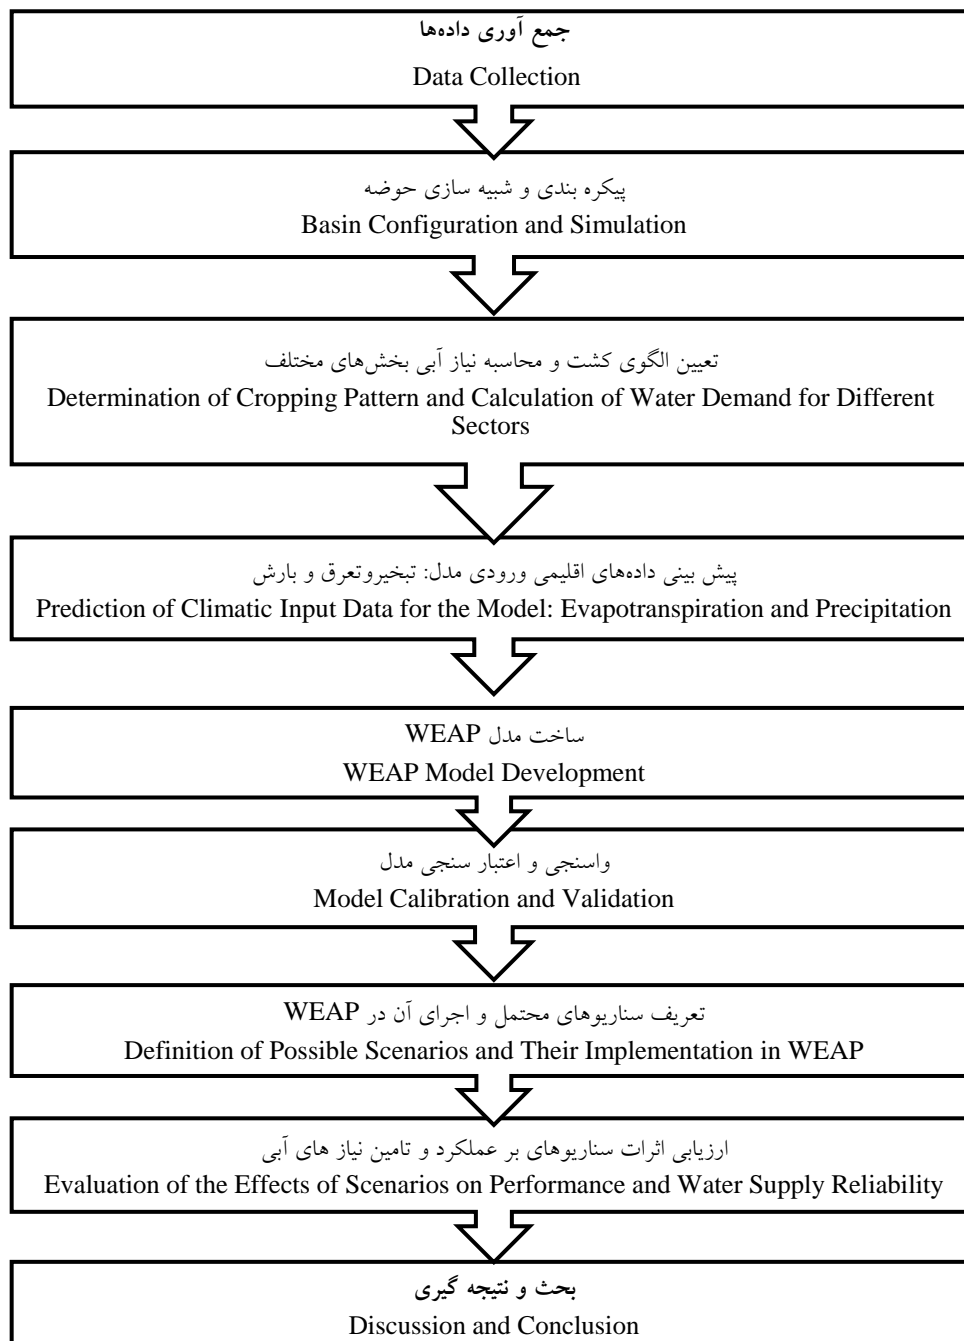 جمع آوری داده‌ها
Data Collection
پیکره بندی و شبیه سازی حوضه
Basin Configuration and Simulation
تعیین الگوی کشت و محاسبه نیاز آبی بخش‌های مختلف
Determination of Cropping Pattern and Calculation of Water Demand for Different
Sectors
پیش بینی داده‌های اقلیمی ورودی مدل: تبخیروتعرق و بارش
Prediction of Climatic Input Data for the Model: Evapotranspiration and Precipitation
ساخت مدل WEAP
WEAP Model Development
واسنجی و اعتبار سنجی مدل
Model Calibration and Validation
تعریف سناریوهای محتمل و اجرای آن در WEAP
Definition of Possible Scenarios and Their Implementation in WEAP
ارزیابی اثرات سناریوهای بر عملکرد و تامین نیاز های آبی
Evaluation of the Effects of Scenarios on Performance and Water Supply Reliability
بحث و نتیجه گیری
Discussion and Conclusion